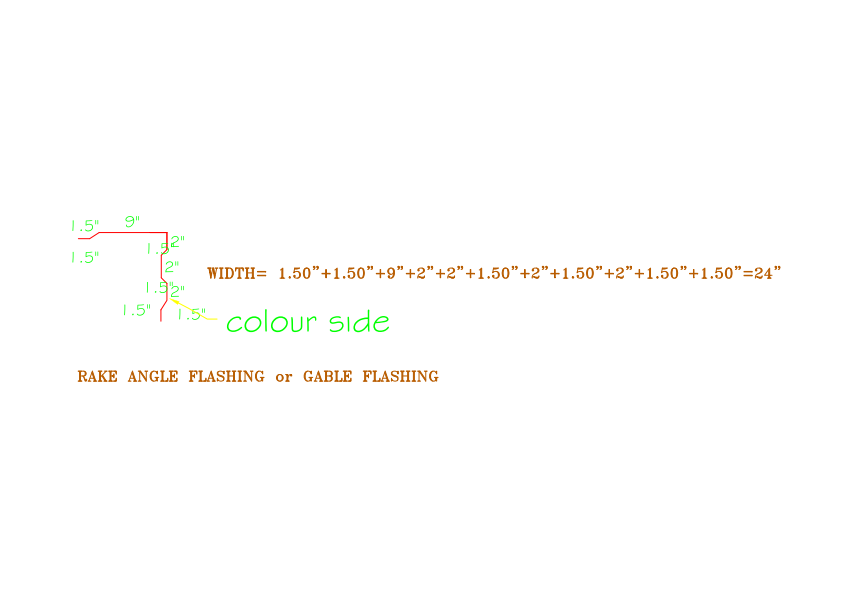 1.5" 9"
1.5" 2"
1.5"
2"
WIDTH= 1.50"+1.50"+9"+2"+2"+1.50"+2"+1.50"+2"+1.50"+1.50"=24"
1.5" 2"
1.5" 1.5"
colour side
RAKE ANGLE FLASHING or GABLE FLASHING